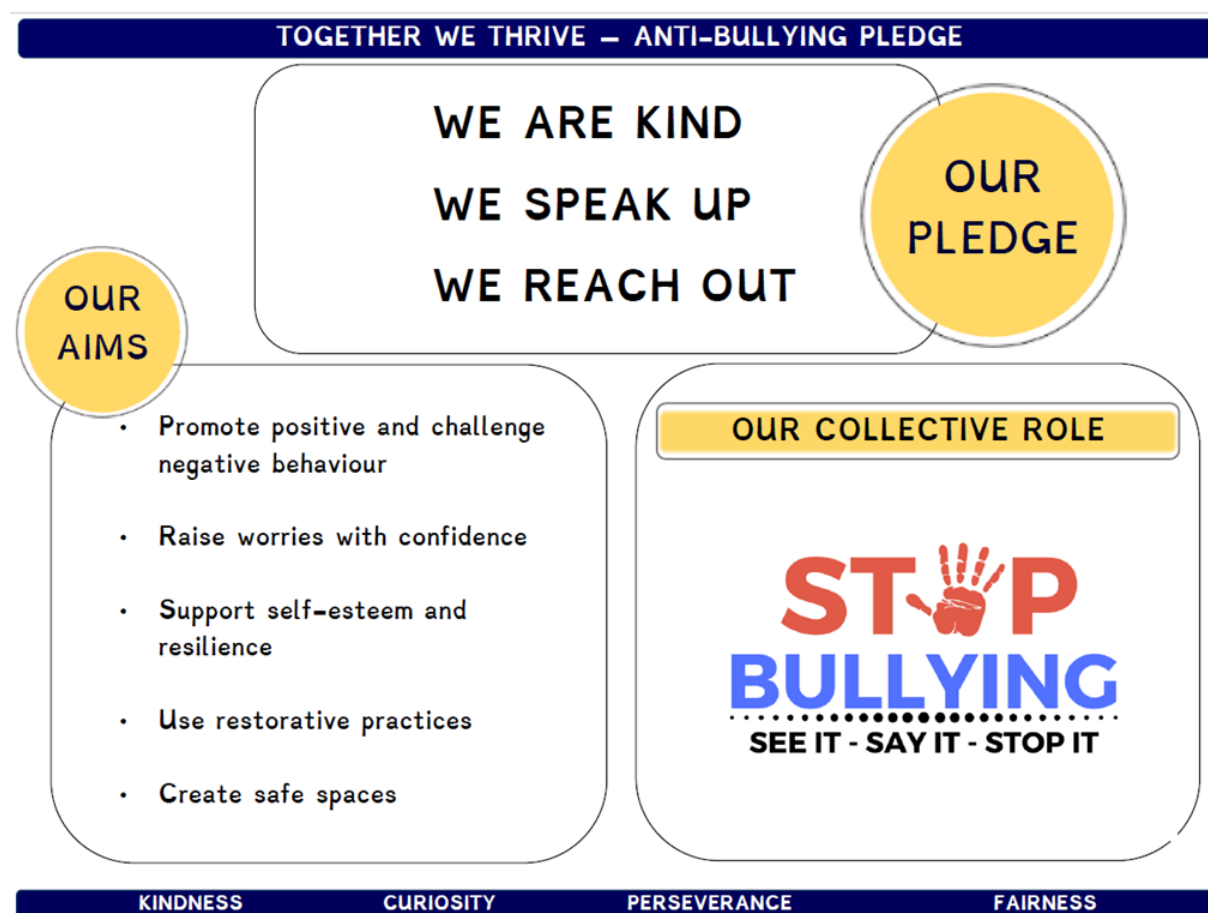 TOGETHER WE THRIVE – ANTI-BULLYING PLEDGE
WE ARE KIND
WE SPEAK UP
WE REACH OUT
OUR
PLEDGE
OUR
AIMS
• Promote positive and challenge
negative behaviour
• Raise worries with confidence
• Support self-esteem and
resilience
• Use restorative practices
• Create safe spaces
OUR COLLECTIVE ROLE
STOP
BULLYING
SEE IT - SAY IT - STOP IT
KINDNESS CURIOSITY PERSEVERANCE FAIRNESS